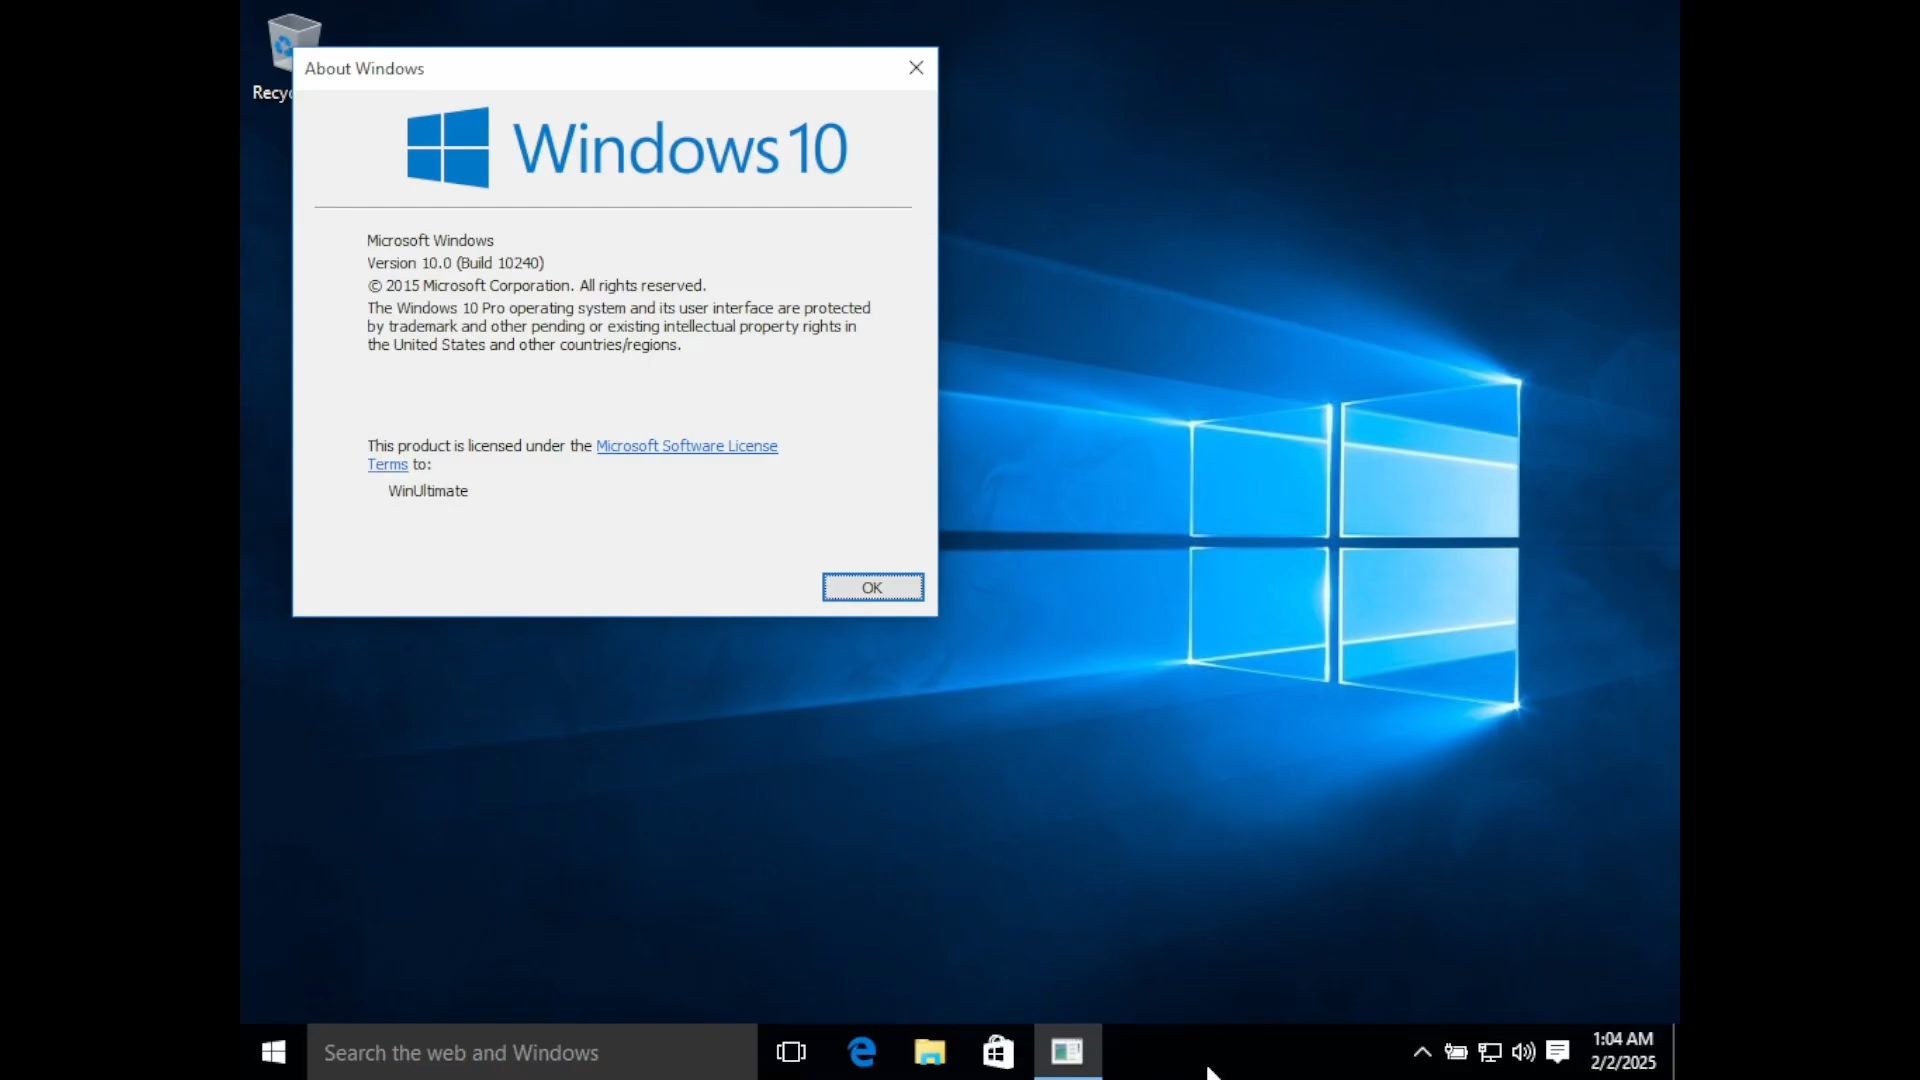 Recyc
About Windows
Windows 10
Microsoft Windows
Version 10.0 (Build 10240)
© 2015 Microsoft Corporation. All rights reserved.
The Windows 10 Pro operating system and its user interface are protected
by trademark and other pending or existing intellectual property rights in
the United States and other countries/regions.
This product is licensed under the Microsoft Software License
Terms to:
WinUltimate
OK
Search the web and Windows
1:04 AM
2/2/2025